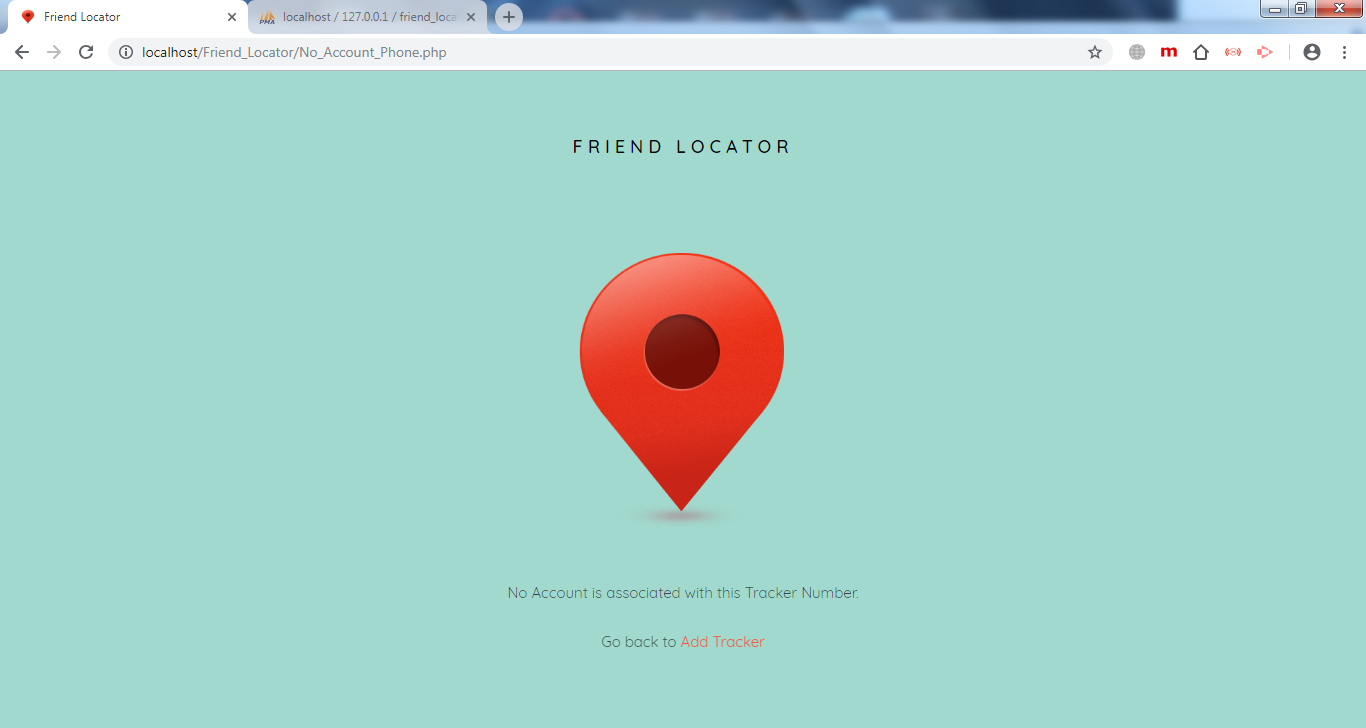 Friend Locator
localhost / 127.0.0.1 / friend_loca
localhost/Friend_Locator/No_Account_Phone.php
FRIEND LOCATOR
No Account is associated with this Tracker Number.
Go back to Add Tracker